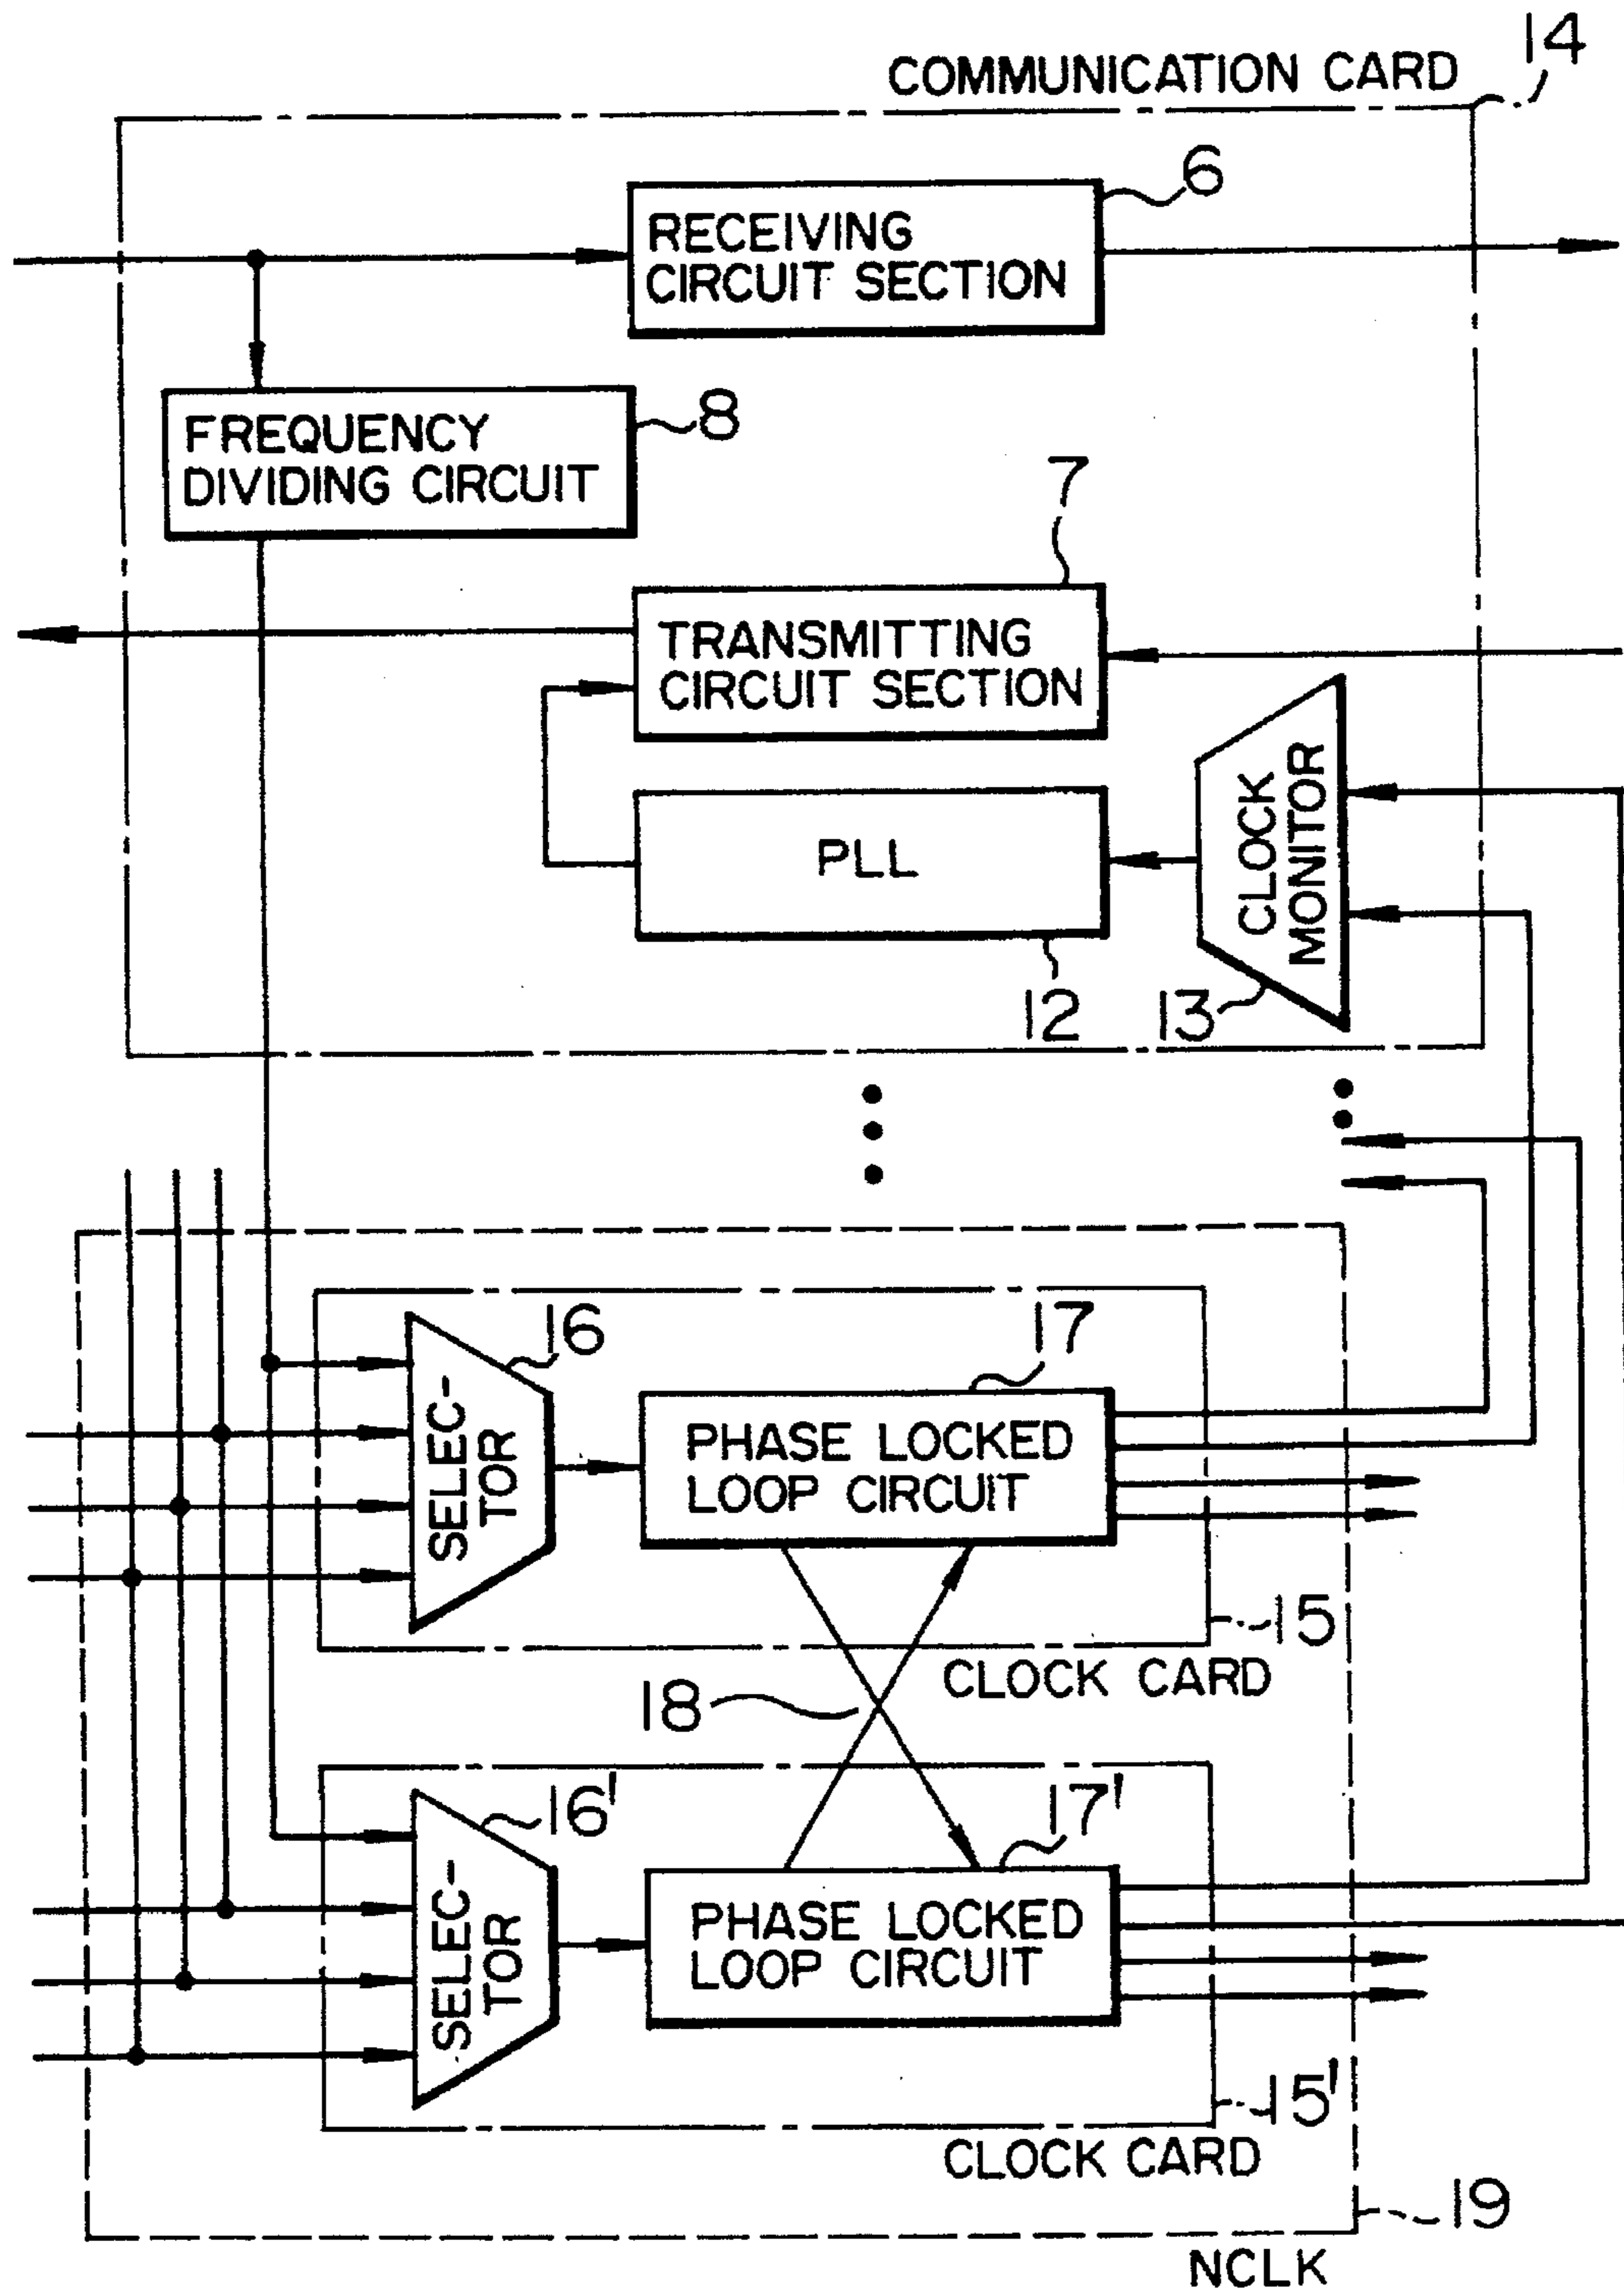 COMMUNICATION CARD
14
6
RECEIVING
CIRCUIT SECTION
8
FREQUENCY
DIVIDING CIRCUIT
7
TRANSMITTING
CIRCUIT SECTION
PLL
12
CLOCK
MONITOR
13
16
SELEC-
TOR
17
PHASE LOCKED
LOOP CIRCUIT
15
CLOCK CARD
18
16'
SELEC-
TOR
17'
PHASE LOCKED
LOOP CIRCUIT
15'
CLOCK CARD
19
NCLK